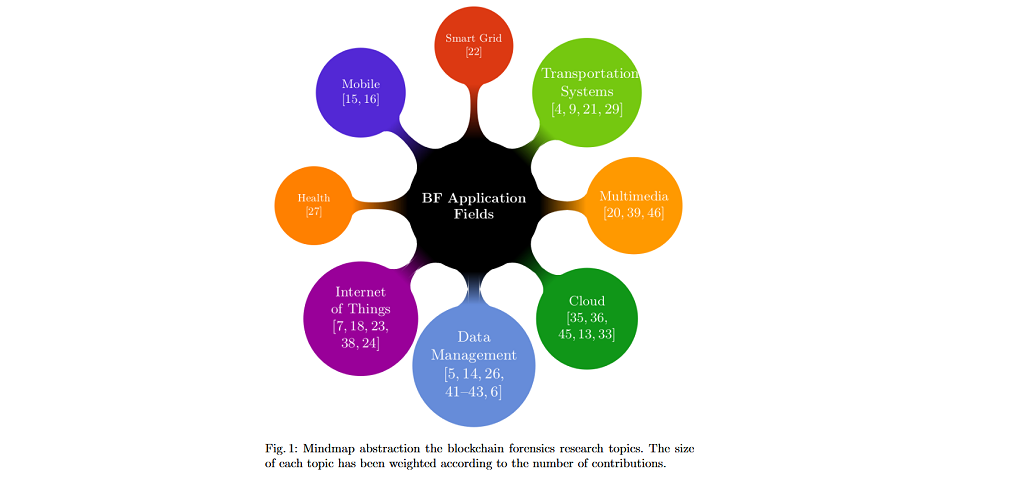 Smart Grid
[22]
Transportation
Systems
[4, 9, 21, 29]
Mobile
[15, 16]
Multimedia
[20, 39, 46]
BF Application
Fields
Health
[27]
Cloud
[35, 36,
45, 13, 33]
Internet
of Things
[7, 18, 23,
38, 24]
Data
Management
[5, 14, 26,
41–43, 6]
Fig. 1: Mindmap abstraction the blockchain forensics research topics. The size
of each topic has been weighted according to the number of contributions.